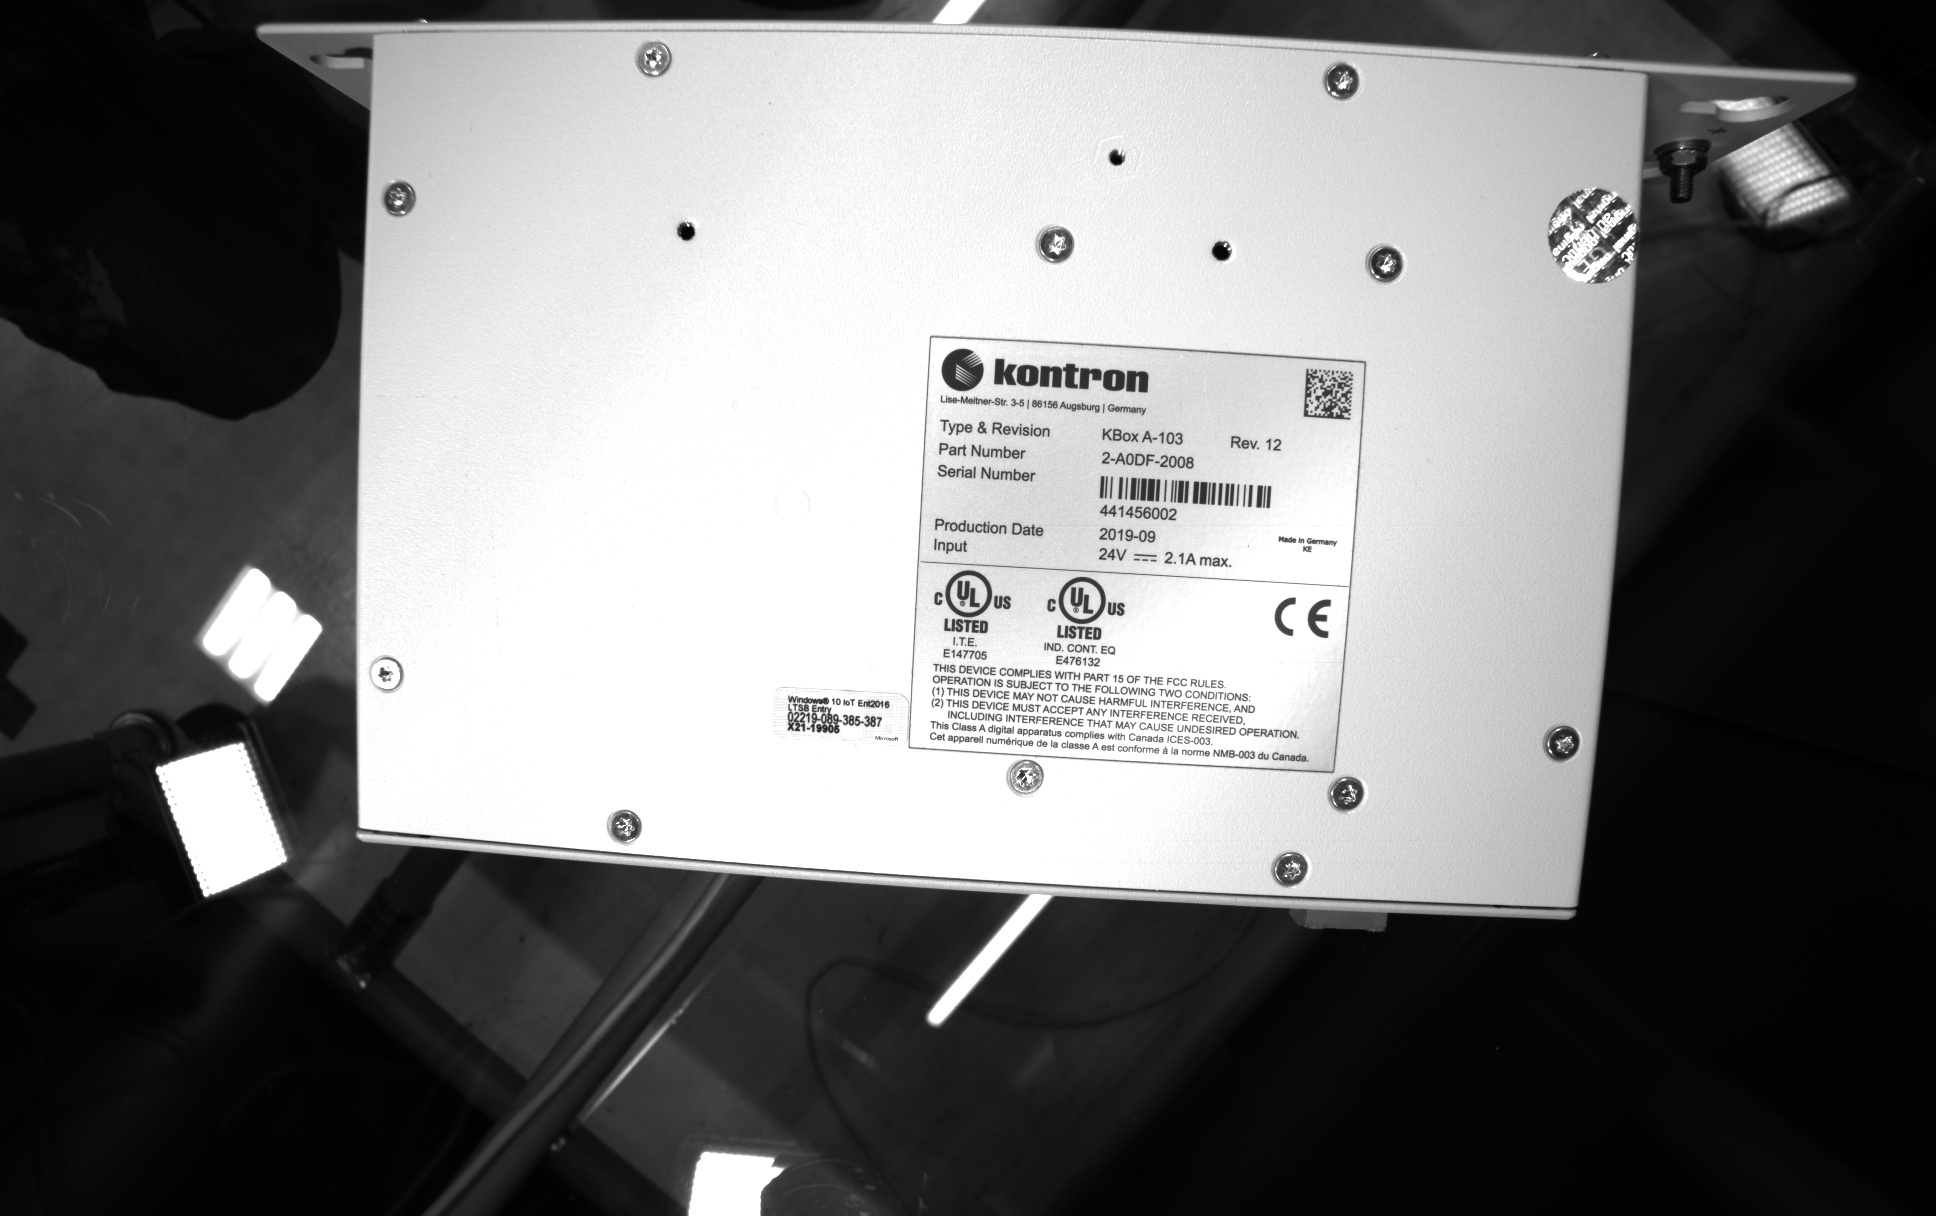 kontron
Lise-Meitner-Str. 3-5 | 86156 Augsburg | Germany
Type & Revision KBox A-103 Rev. 12
Part Number 2-A0DF-2008
Serial Number
441456002
Production Date 2019-09
Made in Germany
KE
Input 24V 2.1A max.
C UL US
LISTED
I.T.E.
E147705
C UL US
LISTED
IND. CONT. EQ
E476132
CE
THIS DEVICE COMPLIES WITH PART 15 OF THE FCC RULES.
OPERATION IS SUBJECT TO THE FOLLOWING TWO CONDITIONS:
(1) THIS DEVICE MAY NOT CAUSE HARMFUL INTERFERENCE, AND
(2) THIS DEVICE MUST ACCEPT ANY INTERFERENCE RECEIVED,
INCLUDING INTERFERENCE THAT MAY CAUSE UNDESIRED OPERATION.
This Class A digital apparatus complies with Canada ICES-003.
Cet appareil numérique de la classe A est conforme à la norme NMB-003 du Canada.
Windows® 10 IoT Ent2016
LTSB Entry
02219-089-385-387
X21-19905
Microsoft